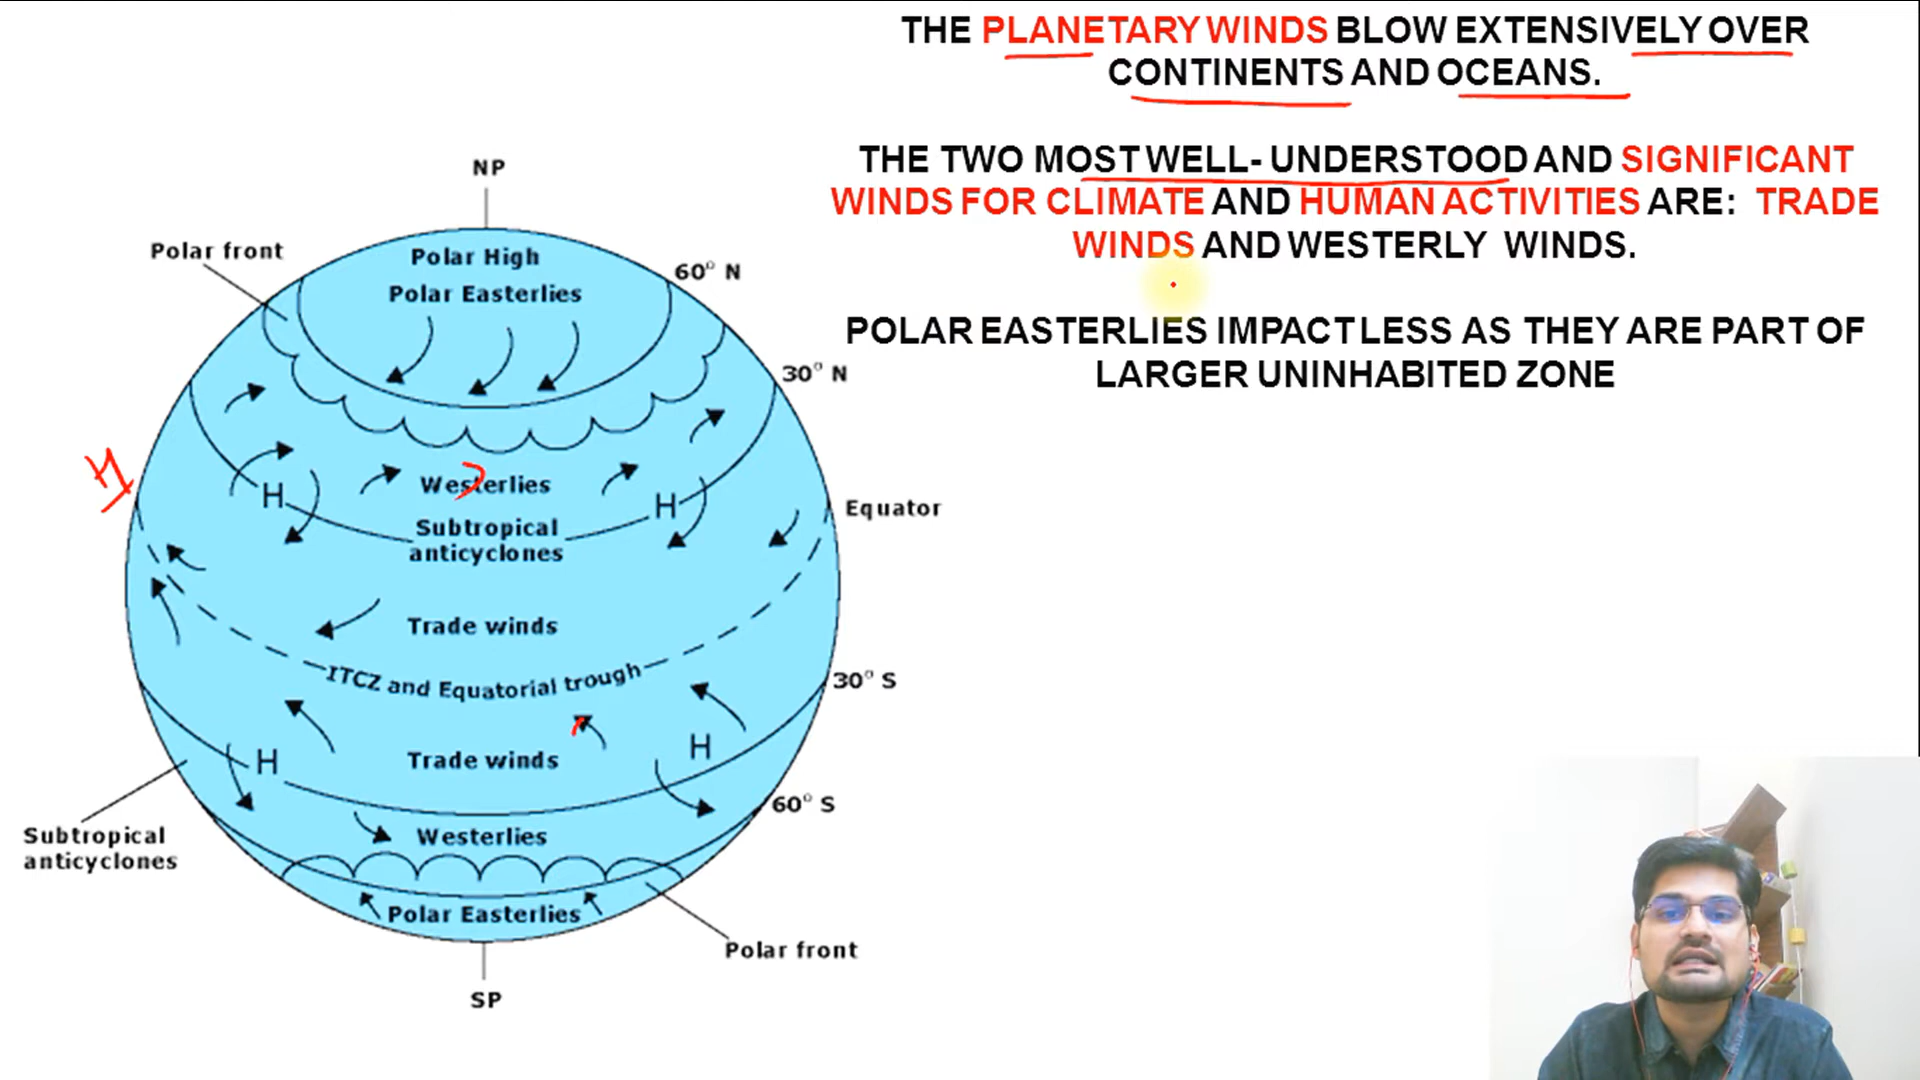 THE PLANETARY WINDS BLOW EXTENSIVELY OVER
CONTINENTS AND OCEANS.
THE TWO MOST WELL- UNDERSTOOD AND SIGNIFICANT
WINDS FOR CLIMATE AND HUMAN ACTIVITIES ARE: TRADE
WINDS AND WESTERLY WINDS.
POLAR EASTERLIES IMPACT LESS AS THEY ARE PART OF
LARGER UNINHABITED ZONE
NP
Polar front
Polar High
60° N
Polar Easterlies
30° N
Westerlies
H
H
Equator
Subtropical
anticyclones
Trade winds
ITCZ and Equatorial trough
30° S
H
H
Trade winds
60° S
Subtropical
anticyclones
Westerlies
Polar Easterlies
Polar front
SP